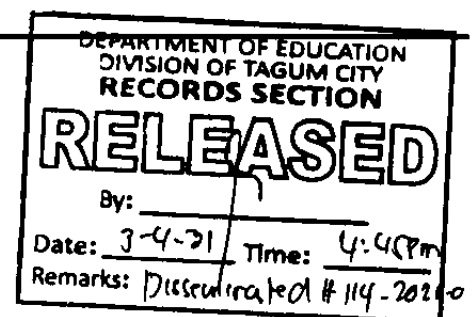 DEPARTMENT OF EDUCATION
DIVISION OF TAGUM CITY
RECORDS SECTION
RELEASED
By:
Date: 3-4-21 Time: 4:45Pm
Remarks: Disseminated # 114-202